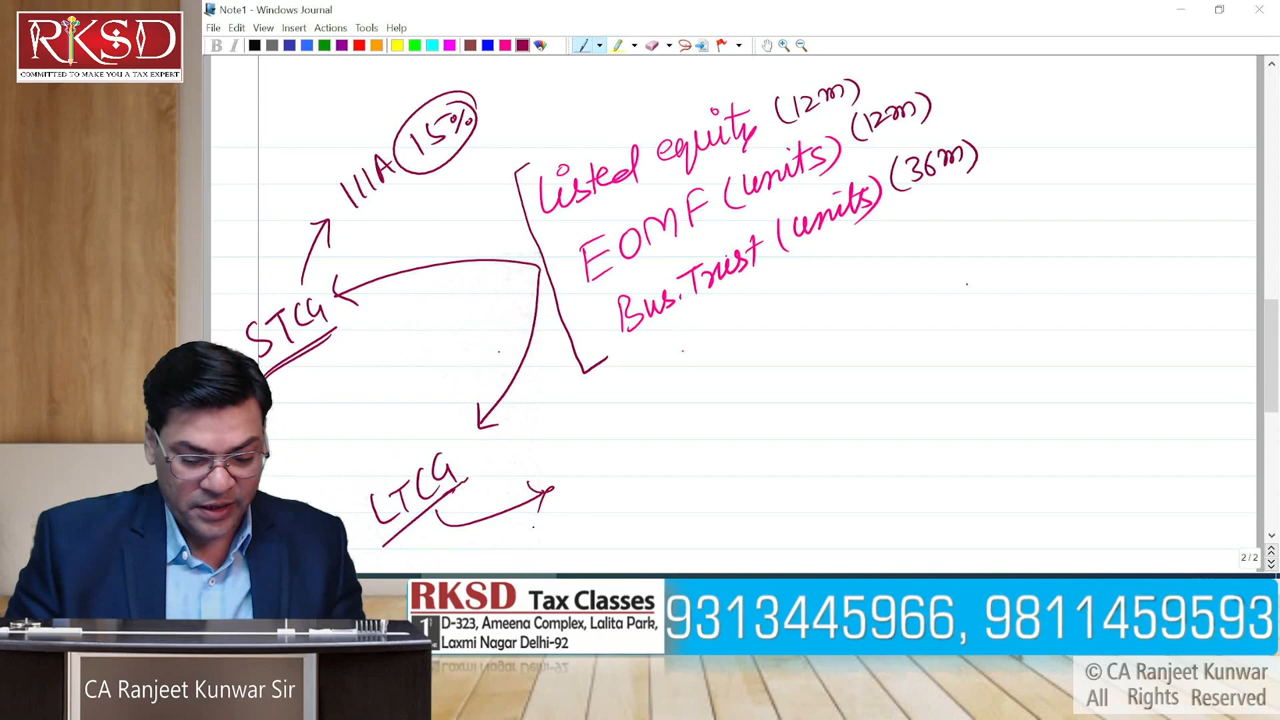 RKSD
COMMITTED TO MAKE YOU A TAX EXPERT
Note1 - Windows Journal
File Edit View Insert Actions Tools Help
B I
111A 15%
Listed equity (12m)
EOMF (units) (12m)
Bus. Trust (units) (36m)
STCG
LTCG
2/2
RKSD Tax Classes
D-323, Ameena Complex, Lalita Park,
Laxmi Nagar Delhi-92
9313445966, 9811459593
CA Ranjeet Kunwar Sir
© CA Ranjeet Kunwar
All Rights Reserved